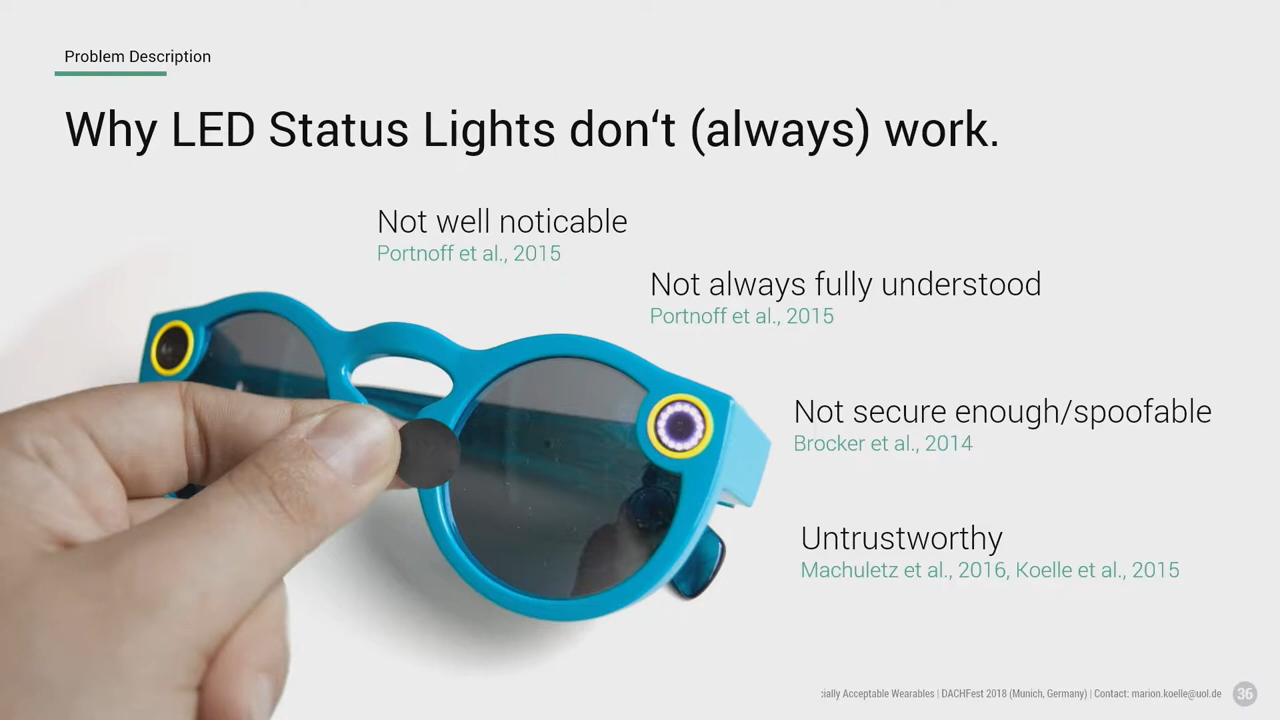 Problem Description
Why LED Status Lights don‘t (always) work.
Not well noticable
Portnoff et al., 2015
Not always fully understood
Portnoff et al., 2015
Not secure enough/spoofable
Brocker et al., 2014
Untrustworthy
Machuletz et al., 2016, Koelle et al., 2015
Acceptable Wearables | DACHFest 2018 (Munich, Germany) | Contact: marion.koelle@uol.de 36